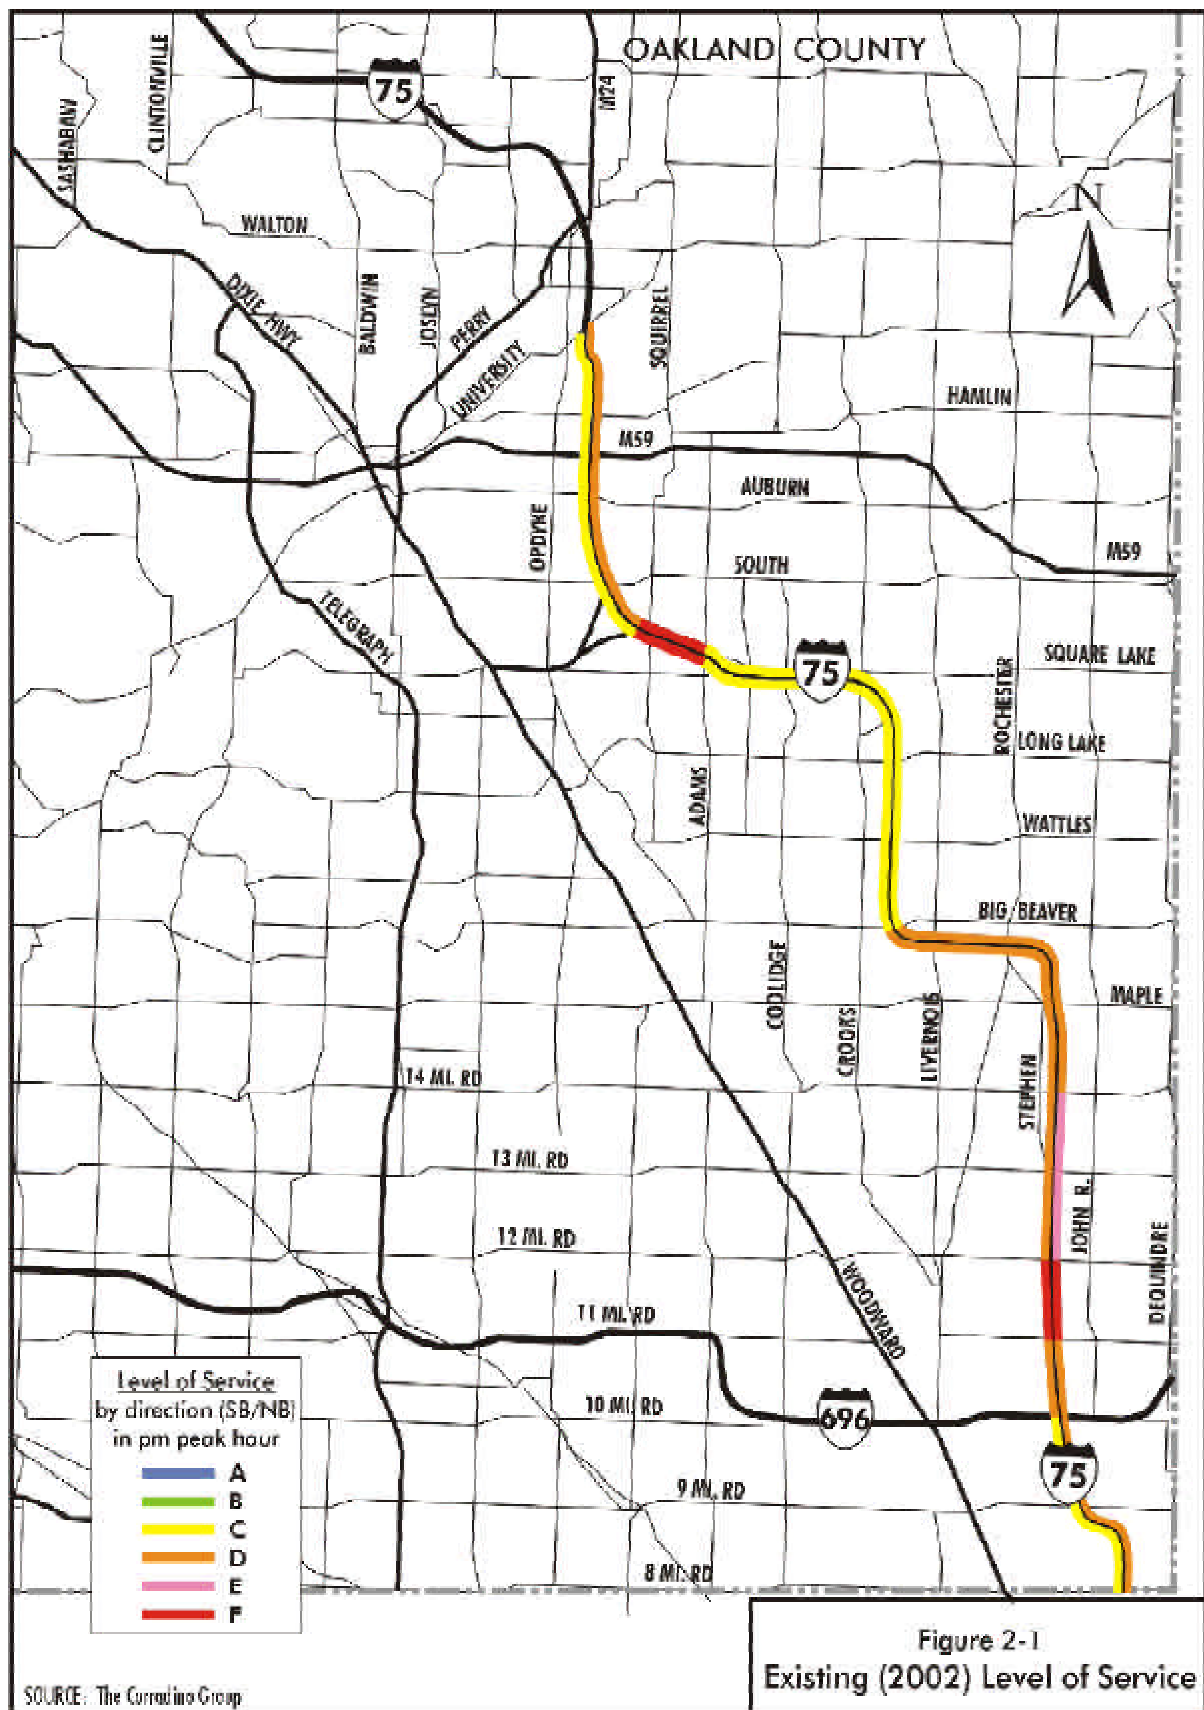 OAKLAND COUNTY
CLINTONVILLE
SASHABAW
75
M24
N
WALTON
DIXIE HWY
BALDWIN
JOSLYN
PERRY
UNIVERSITY
SQUIRREL
HAMLIN
M59
AUBURN
OPDYKE
SOUTH
M59
TELEGRAPH
75
SQUARE LAKE
ROCHESTER
LONG LAKE
ADAMS
WATTLES
BIG BEAVER
COOLIDGE
CROOKS
LIVERNOIS
MAPLE
STEPHEN
14 MI. RD
13 MI. RD
JOHN R.
12 MI. RD
DEQUINDRE
WOODWARD
11 MI. RD
10 MI. RD
696
75
9 MI. RD
8 MI. RD
Level of Service
by direction (SB/NB)
in pm peak hour
A
B
C
D
E
F
Figure 2-1
Existing (2002) Level of Service
SOURCE: The Corradino Group